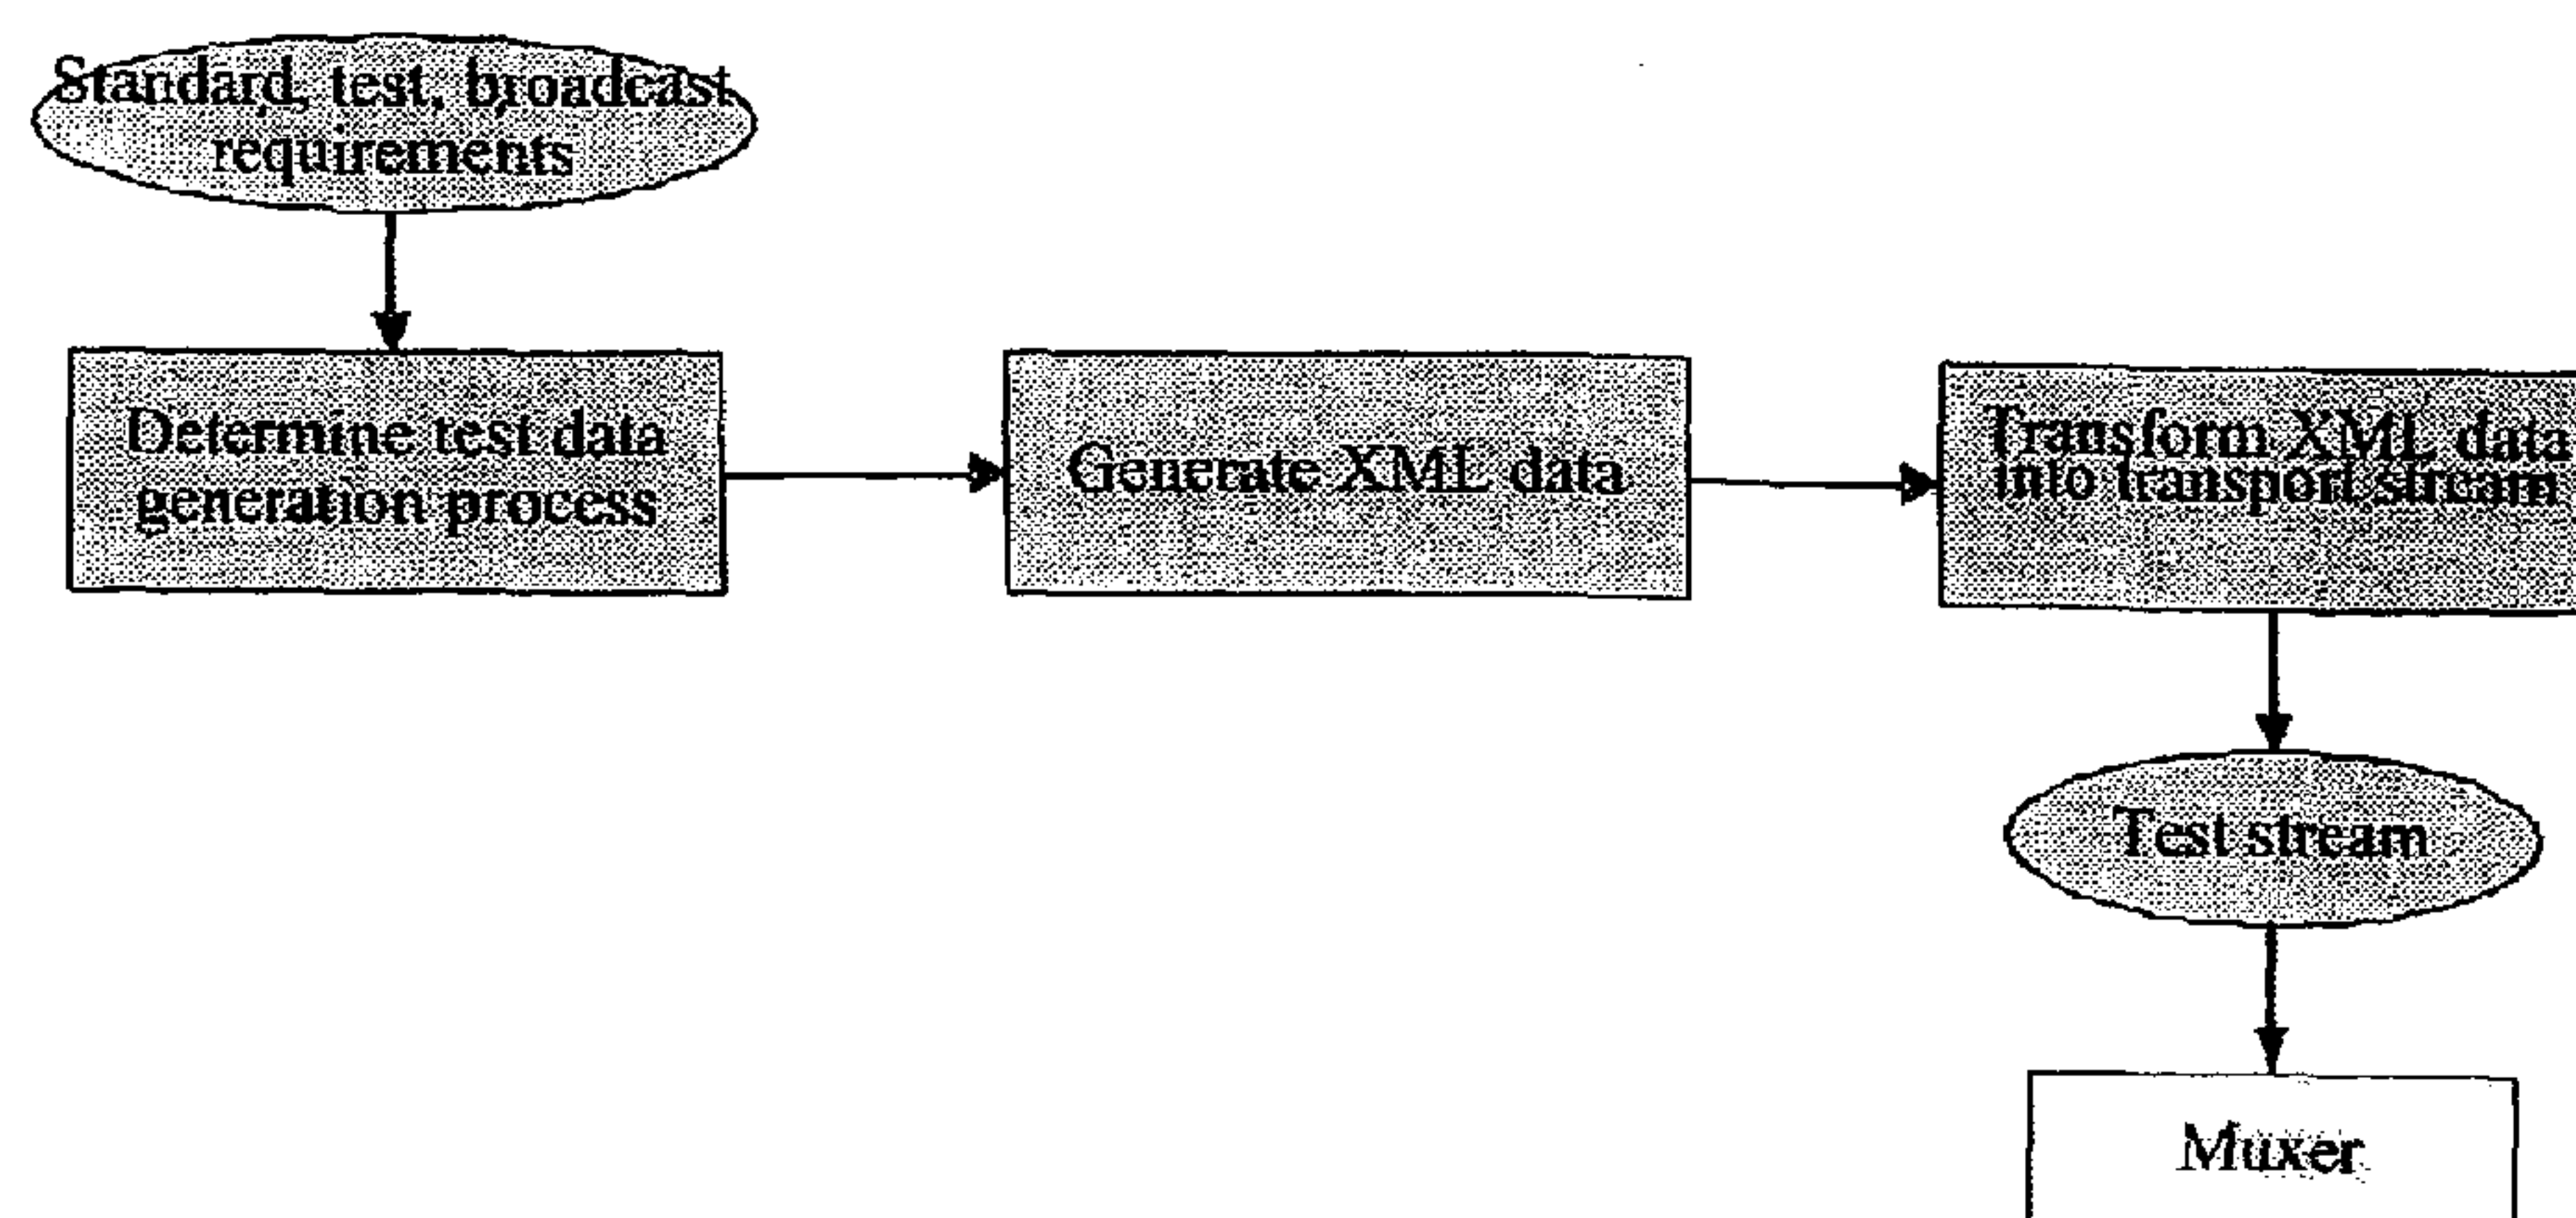 Standard, test, broadcast
requirements
Determine test data
generation process
Generate XML data
Transform XML data
into transport stream
Test stream
Muxer